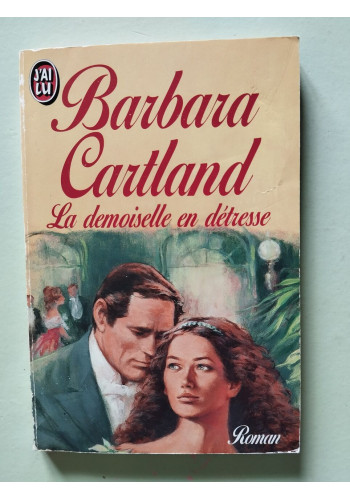 J'AI
LU
Barbara
Cartland
La demoiselle en détresse
Roman